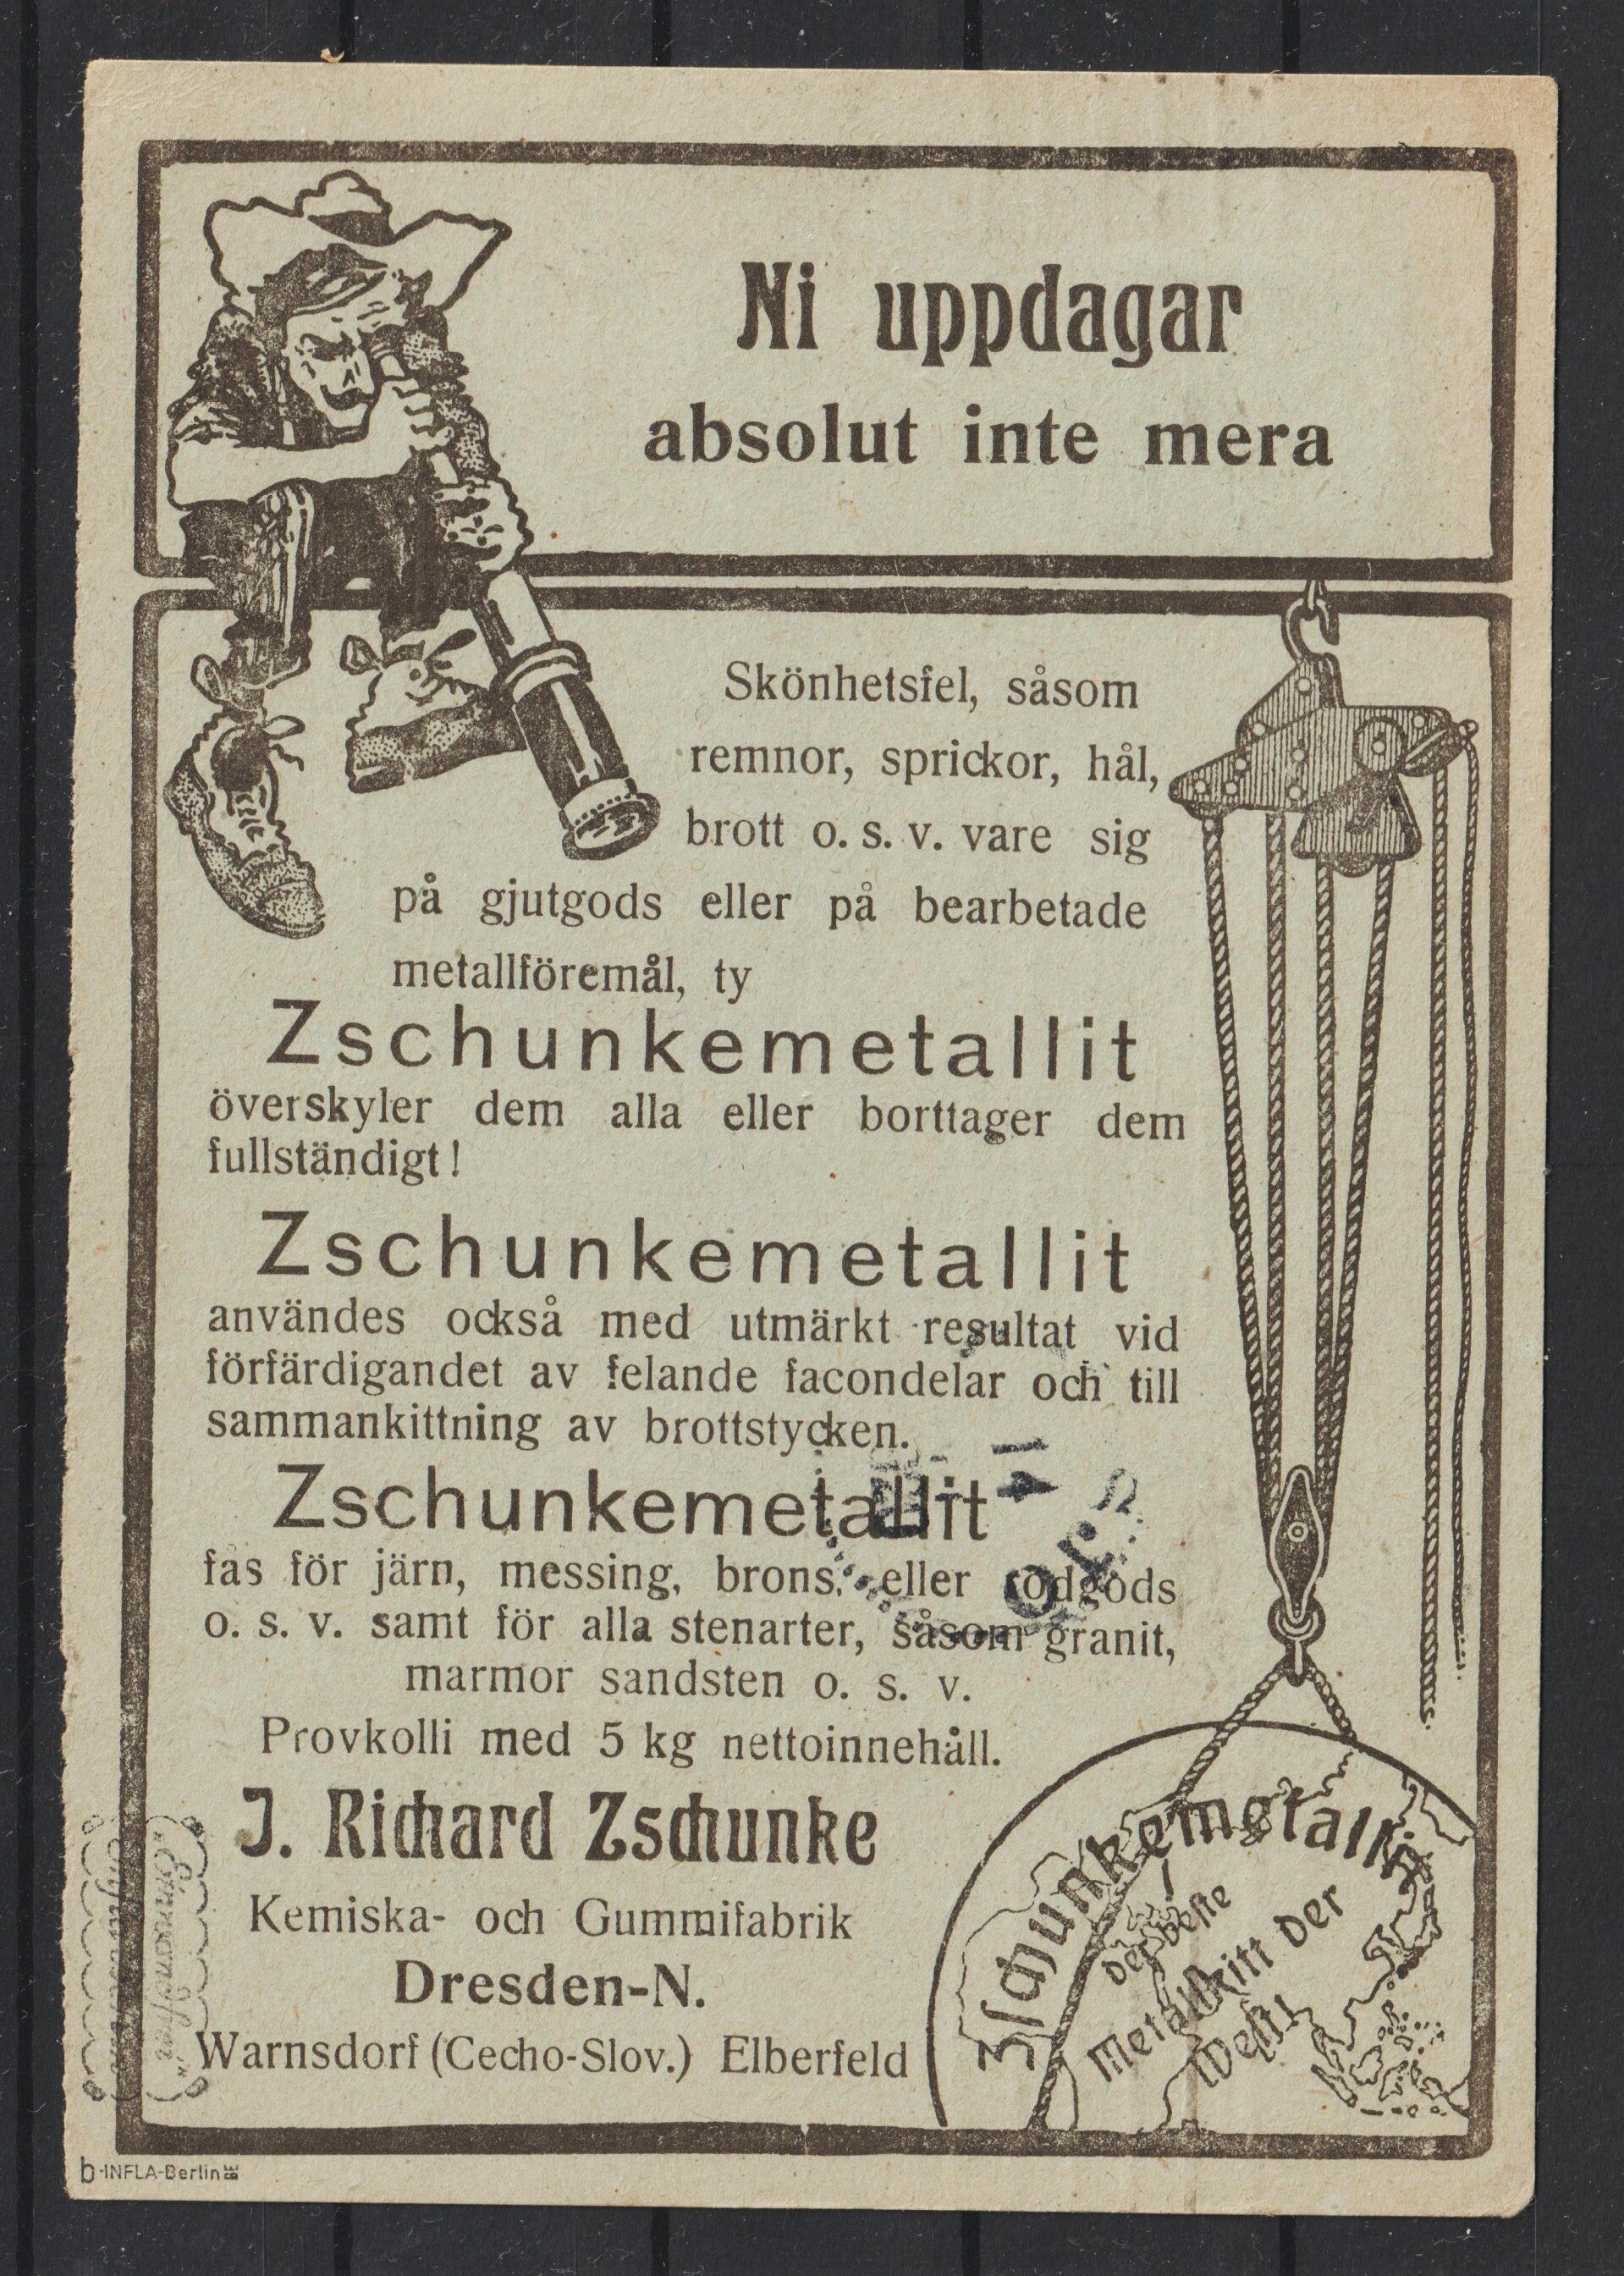 Ni uppdagar
absolut inte mera
Skönhetsfel, såsom
remnor, sprickor, hål,
brott o. s. v. vare sig
på gjutgods eller på bearbetade
metallföremål, ty
Zschunkemetallit
överskyler dem alla eller borttager dem
fullständigt!
Zschunkemetallit
användes också med utmärkt resultat vid
förfärdigandet av felande facondelar och till
sammankittning av brottstycken.
Zschunkemetallit
fås för järn, messing, brons, eller rodgods
o. s. v. samt för alla stenarter, såsom granit,
marmor sandsten o. s. v.
Provkolli med 5 kg nettoinnehåll.
J. Richard Zschunke
Kemiska- och Gummifabrik
Dresden-N.
Warnsdorf (Cecho-Slov.) Elberfeld
Zschunkemetallit
Der beste
Metallkitt der
Welt!
b-INFLA-Berlin